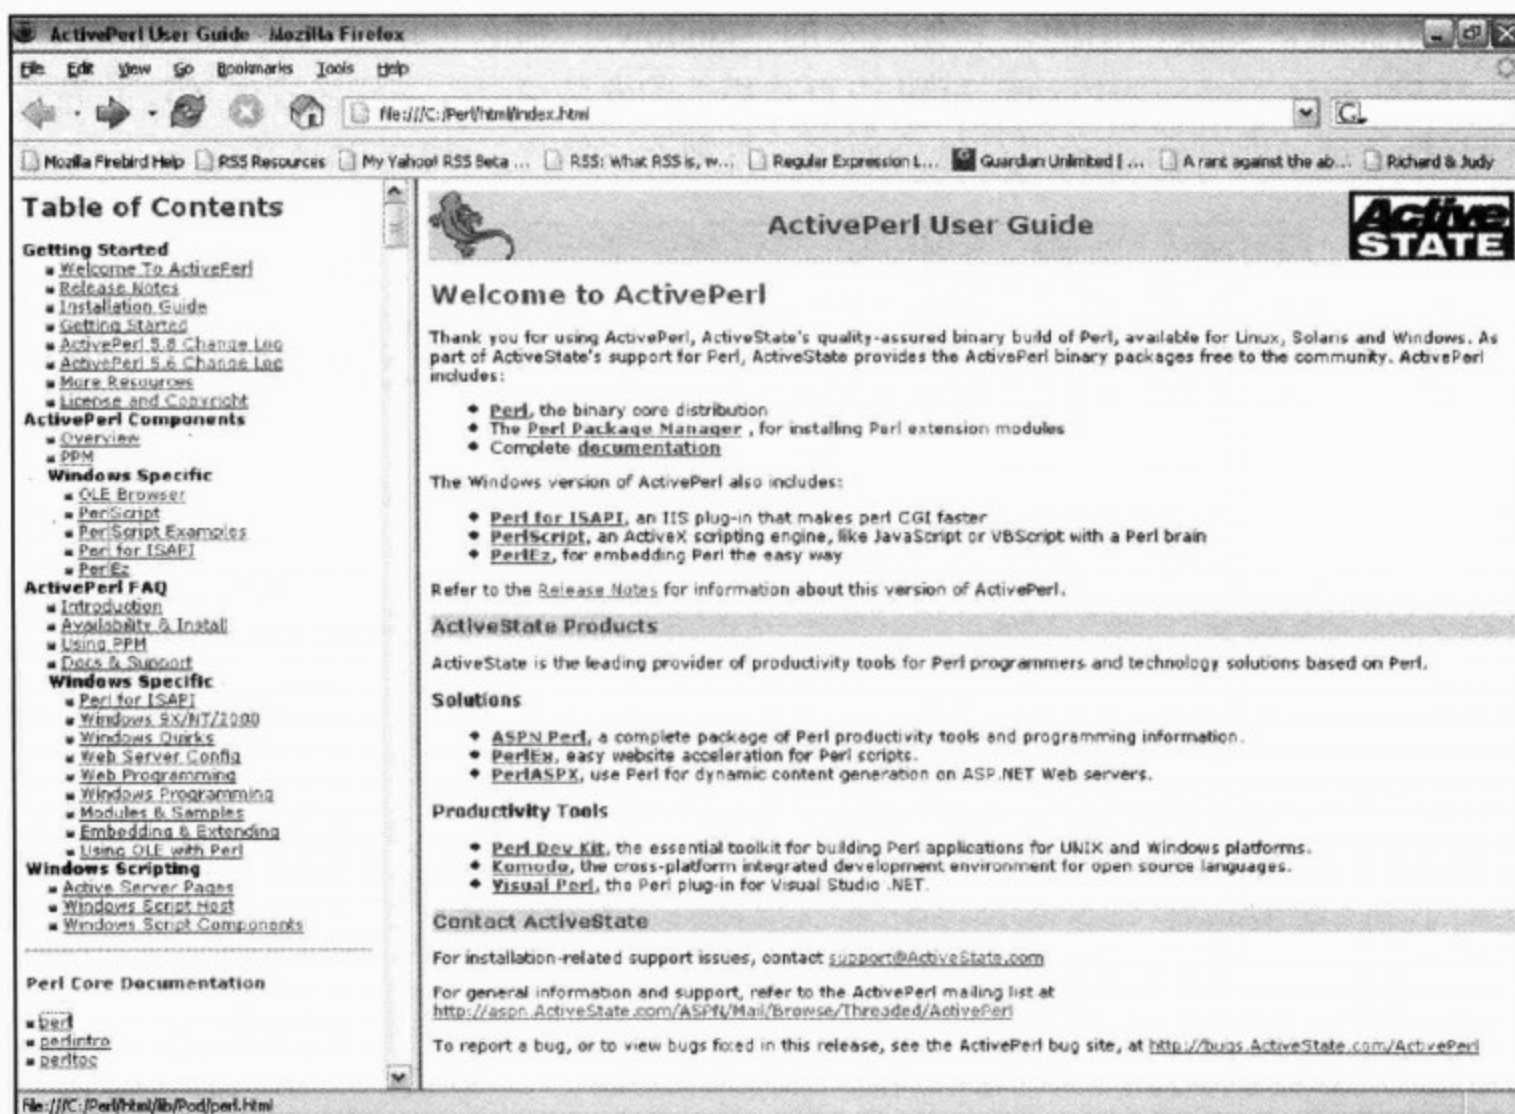 ActivePerl User Guide - Mozilla Firefox
File Edit View Go Bookmarks Tools Help
file:///C:/Perl/html/index.html
G
Mozilla Firebird Help RSS Resources My Yahoo! RSS Beta ... RSS: What RSS is, w... Regular Expression L... Guardian Unlimited [ ... A rant against the ab... Richard & Judy
Table of Contents
Getting Started
Welcome To ActivePerl
Release Notes
Installation Guide
Getting Started
ActivePerl 5.8 Change Log
ActivePerl 5.6 Change Log
More Resources
License and Copyright
ActivePerl Components
Overview
PPM
Windows Specific
OLE Browser
PerlScript
PerlScript Examples
Perl for ISAPI
PerlEz
ActivePerl FAQ
Introduction
Availability & Install
Using PPM
Docs & Support
Windows Specific
Perl for ISAPI
Windows 9X/NT/2000
Windows Quirks
Web Server Config
Web Programming
Windows Programming
Modules & Samples
Embedding & Extending
Using OLE with Perl
Windows Scripting
Active Server Pages
Windows Script Host
Windows Script Components
Perl Core Documentation
perl
perlintro
perltoc
ActivePerl User Guide
Active
STATE
Welcome to ActivePerl
Thank you for using ActivePerl, ActiveState's quality-assured binary build of Perl, available for Linux, Solaris and Windows. As
part of ActiveState's support for Perl, ActiveState provides the ActivePerl binary packages free to the community. ActivePerl
includes:
Perl, the binary core distribution
The Perl Package Manager , for installing Perl extension modules
Complete documentation
The Windows version of ActivePerl also includes:
Perl for ISAPI, an IIS plug-in that makes perl CGI faster
PerlScript, an ActiveX scripting engine, like JavaScript or VBScript with a Perl brain
PerlEz, for embedding Perl the easy way
Refer to the Release Notes for information about this version of ActivePerl.
ActiveState Products
ActiveState is the leading provider of productivity tools for Perl programmers and technology solutions based on Perl.
Solutions
ASPN Perl, a complete package of Perl productivity tools and programming information.
PerlEx, easy website acceleration for Perl scripts.
PerlASPX, use Perl for dynamic content generation on ASP.NET Web servers.
Productivity Tools
Perl Dev Kit, the essential toolkit for building Perl applications for UNIX and Windows platforms.
Komodo, the cross-platform integrated development environment for open source languages.
Visual Perl, the Perl plug-in for Visual Studio .NET.
Contact ActiveState
For installation-related support issues, contact support@ActiveState.com
For general information and support, refer to the ActivePerl mailing list at
http://aspn.ActiveState.com/ASPN/Mail/Browse/Threaded/ActivePerl
To report a bug, or to view bugs fixed in this release, see the ActivePerl bug site, at http://bugs.ActiveState.com/ActivePerl
file:///C:/Perl/html/lib/Pod/perl.html